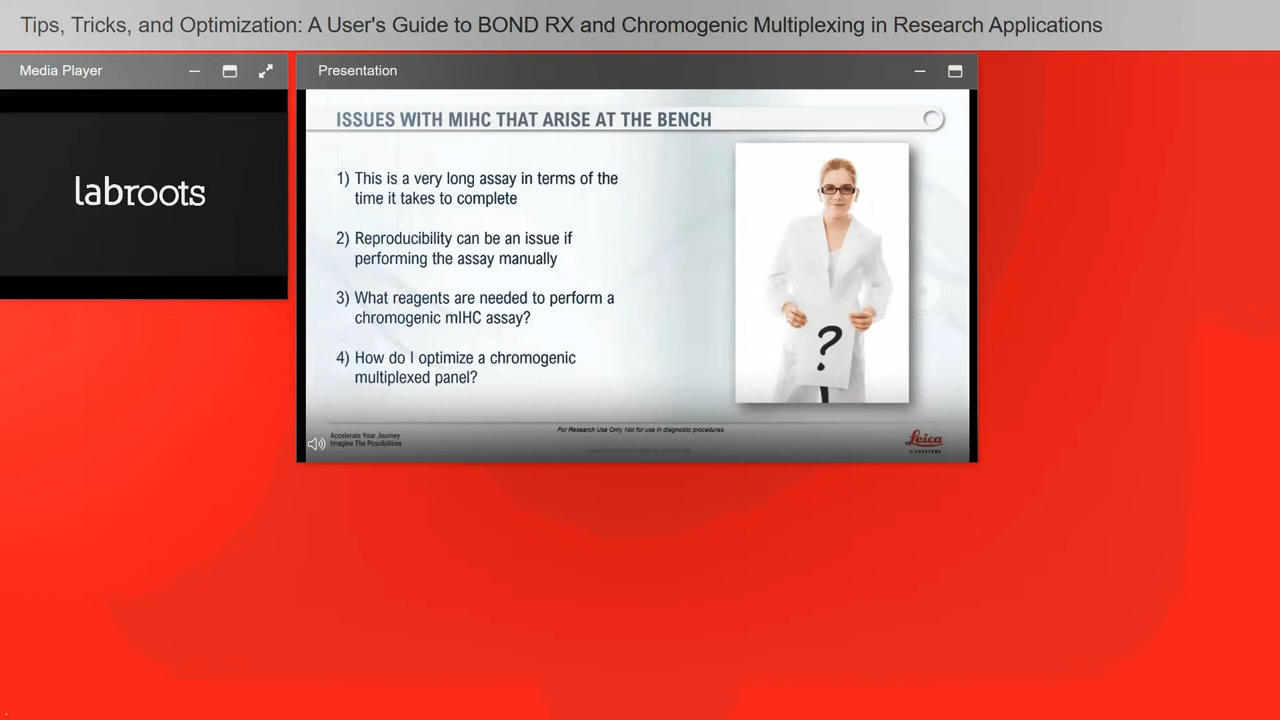 Tips, Tricks, and Optimization: A User's Guide to BOND RX and Chromogenic Multiplexing in Research Applications
Media Player
Presentation
labroots
ISSUES WITH MIHC THAT ARISE AT THE BENCH
1) This is a very long assay in terms of the
time it takes to complete
2) Reproducibility can be an issue if
performing the assay manually
3) What reagents are needed to perform a
chromogenic mIHC assay?
4) How do I optimize a chromogenic
multiplexed panel?
?
Accelerate Your Journey
Imagine The Possibilities
For Research Use Only. Not for use in diagnostic procedures.
Leica
BIOSYSTEMS